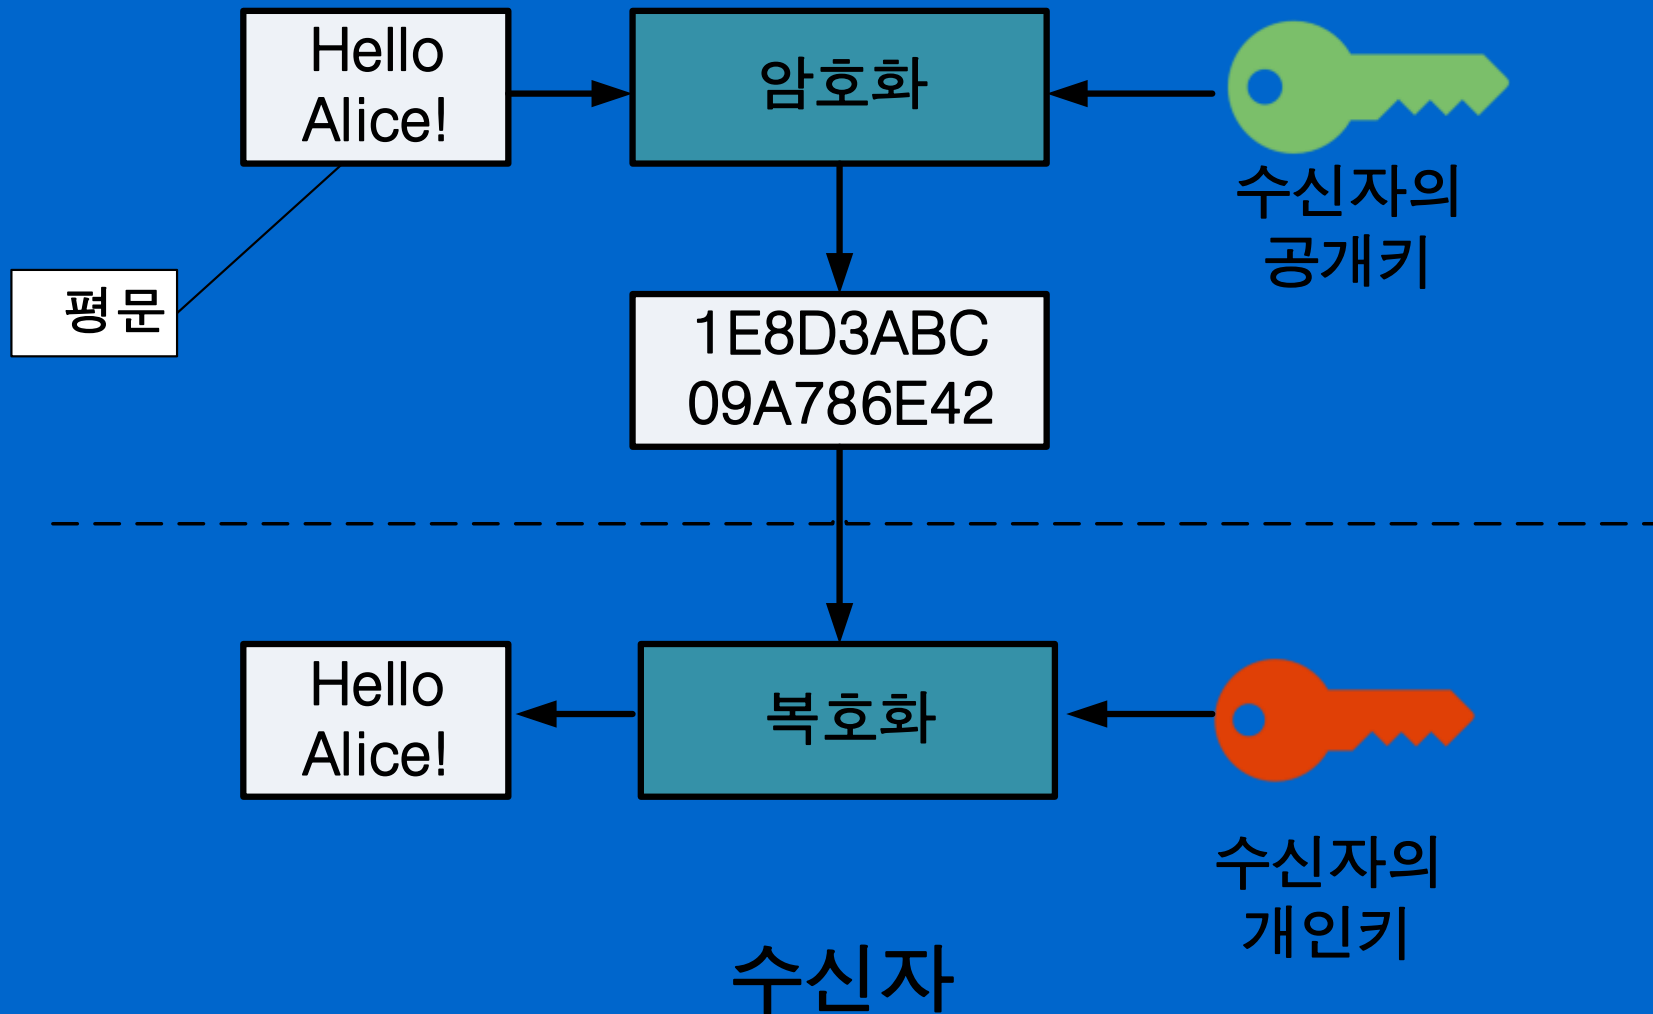 Hello
Alice!
암호화
수신자의
공개키
평문
1E8D3ABC
09A786E42
Hello
Alice!
복호화
수신자의
개인키
수신자